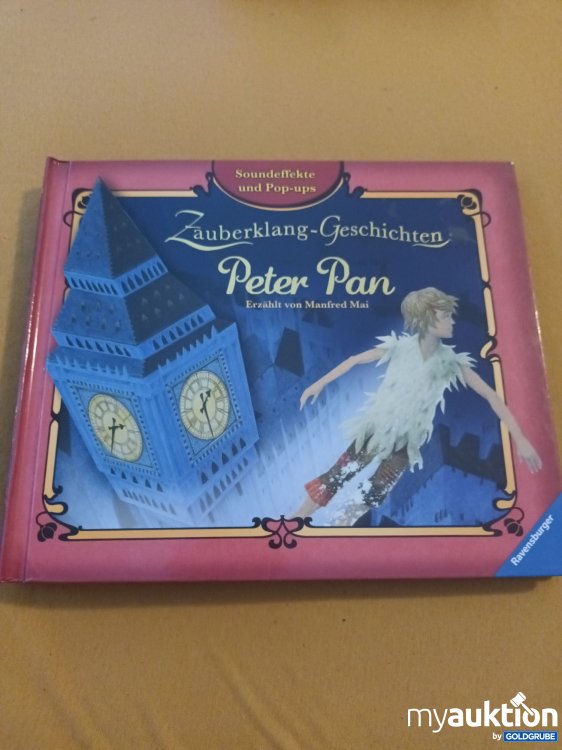 Soundeffekte
und Pop-ups
Zauberklang-Geschichten
Peter Pan
Erzählt von Manfred Mai
Ravensburger
myauktion
by GOLDGRUBE